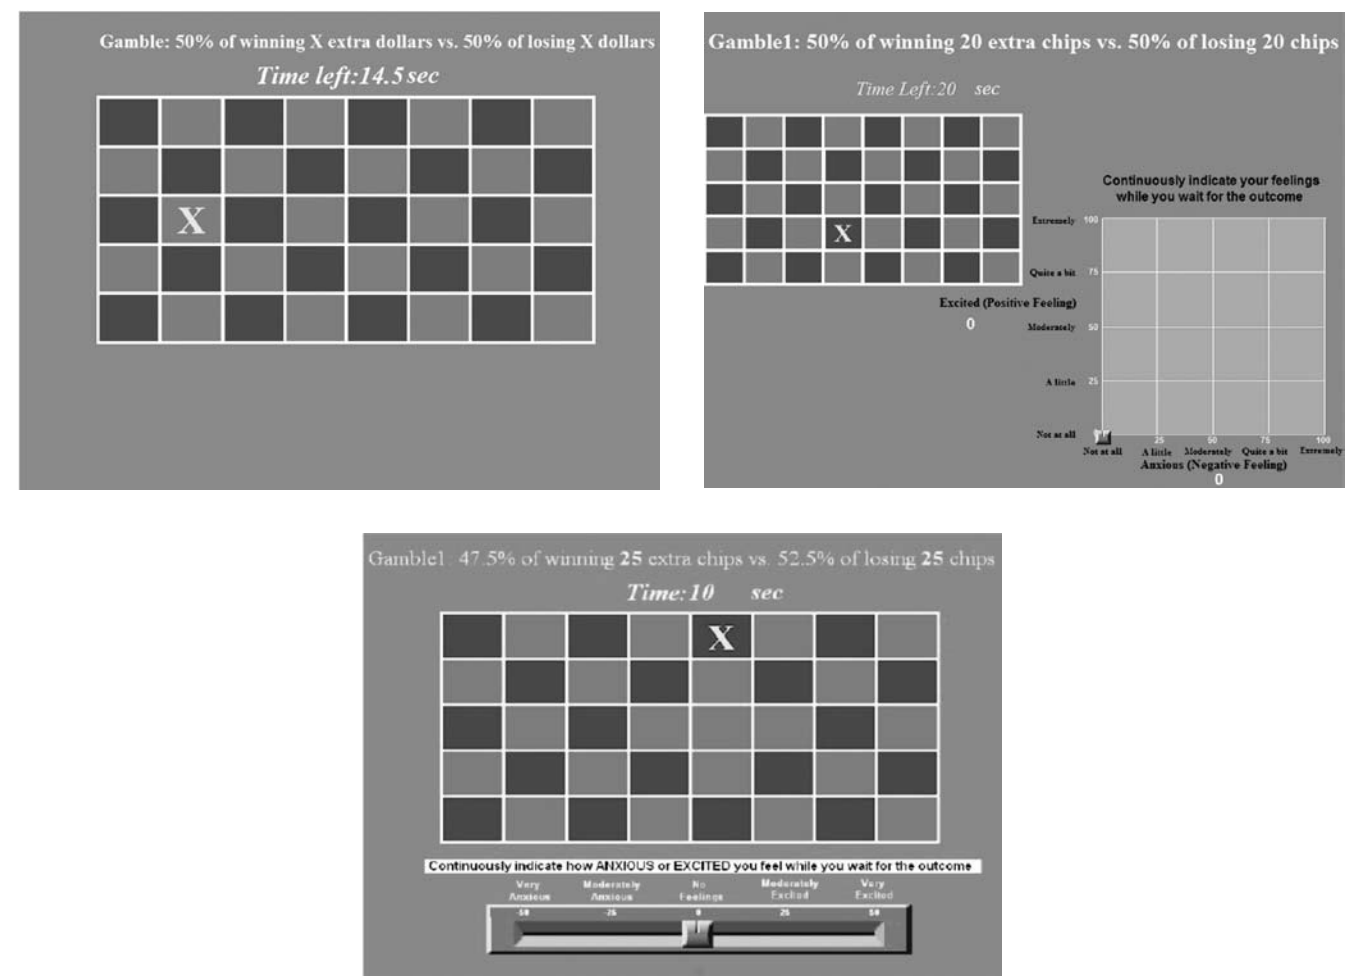 Gamble: 50% of winning X extra dollars vs. 50% of losing X dollars
Time left:14.5 sec
X
Gamble1: 50% of winning 20 extra chips vs. 50% of losing 20 chips
Time Left:20 sec
X
Continuously indicate your feelings
while you wait for the outcome
Extremely 100
Quite a bit 75
Excited (Positive Feeling)
0
Moderately 50
A little 25
Not at all
25 50 75 100
Not at all A little Moderately Quite a bit Extremely
Anxious (Negative Feeling)
0
Gamble1: 47.5% of winning 25 extra chips vs. 52.5% of losing 25 chips
Time:10 sec
X
Continuously indicate how ANXIOUS or EXCITED you feel while you wait for the outcome
Very Moderately No Moderately Very
Anxious Anxious Feelings Excited Excited
-50 -25 0 25 50